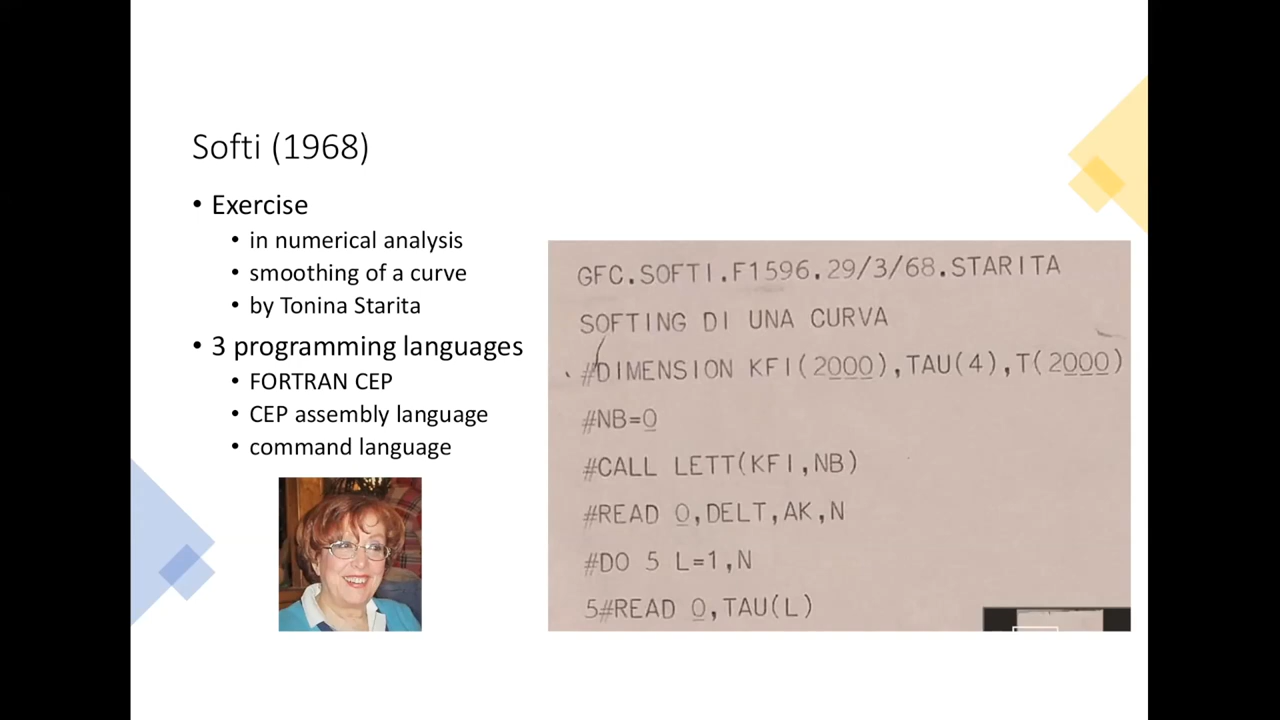 Softi (1968)
• Exercise
• in numerical analysis
• smoothing of a curve
• by Tonina Starita
• 3 programming languages
• FORTRAN CEP
• CEP assembly language
• command language
GFC.SOFTI.F1596.29/3/68.STARITA
SOFTING DI UNA CURVA
#DIMENSION KFI(2000),TAU(4),T(2000)
#NB=0
#CALL LETT(KFI,NB)
#READ 0,DELT,AK,N
#DO 5 L=1,N
5#READ 0,TAU(L)